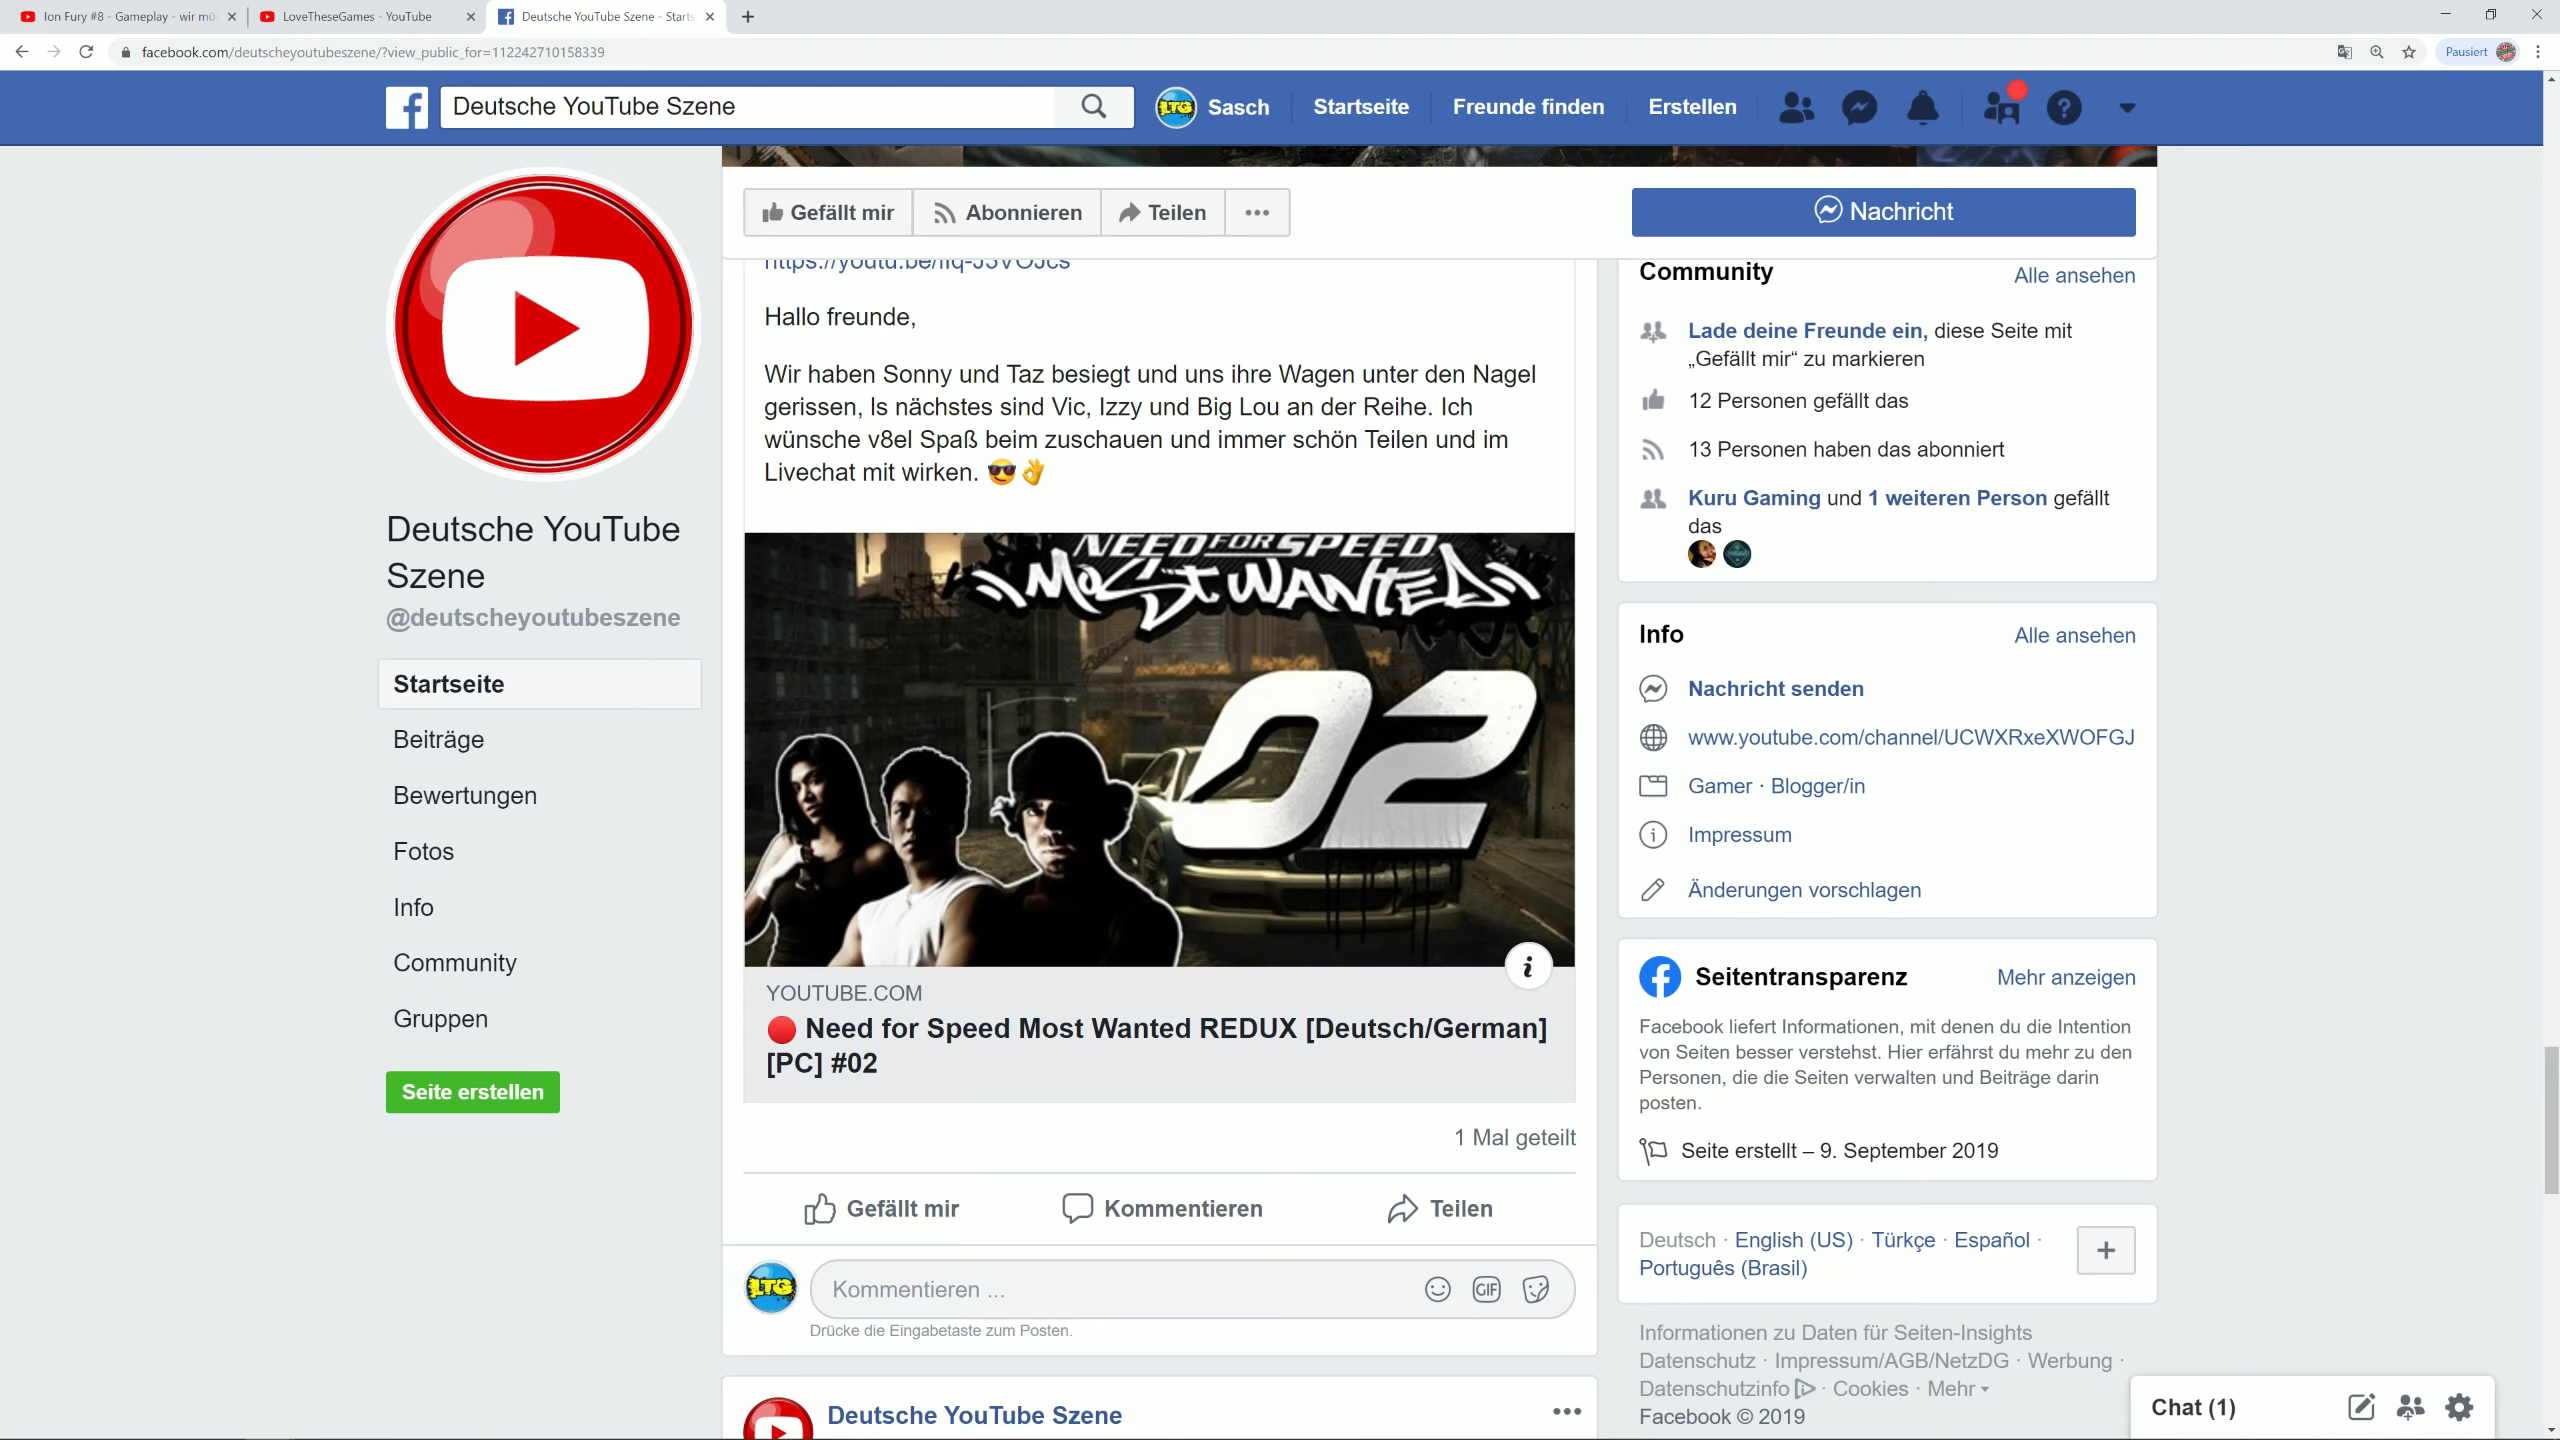 Ion Fury #8 - Gameplay - wir mü
LoveTheseGames - YouTube
Deutsche YouTube Szene - Starts
facebook.com/deutscheyoutubeszene/?view_public_for=112242710158339
Pausiert
Deutsche YouTube Szene
Sasch
Startseite
Freunde finden
Erstellen
Gefällt mir
Abonnieren
Teilen
Nachricht
Deutsche YouTube
Szene
@deutscheyoutubeszene
Startseite
Beiträge
Bewertungen
Fotos
Info
Community
Gruppen
Seite erstellen
Hallo freunde,
Wir haben Sonny und Taz besiegt und uns ihre Wagen unter den Nagel
gerissen, ls nächstes sind Vic, Izzy und Big Lou an der Reihe. Ich
wünsche v8el Spaß beim zuschauen und immer schön Teilen und im
Livechat mit wirken. 😎👌
NEED FOR SPEED
MOST WANTED
02
YOUTUBE.COM
🔴 Need for Speed Most Wanted REDUX [Deutsch/German]
[PC] #02
1 Mal geteilt
Gefällt mir
Kommentieren
Teilen
LTG
Kommentieren ...
GIF
Drücke die Eingabetaste zum Posten.
Deutsche YouTube Szene
Community
Alle ansehen
Lade deine Freunde ein, diese Seite mit
„Gefällt mir“ zu markieren
12 Personen gefällt das
13 Personen haben das abonniert
Kuru Gaming und 1 weiteren Person gefällt
das
Info
Alle ansehen
Nachricht senden
www.youtube.com/channel/UCWXRxeXWOFGJ
Gamer · Blogger/in
Impressum
Änderungen vorschlagen
Seitentransparenz
Mehr anzeigen
Facebook liefert Informationen, mit denen du die Intention
von Seiten besser verstehst. Hier erfährst du mehr zu den
Personen, die die Seiten verwalten und Beiträge darin
posten.
Seite erstellt – 9. September 2019
Deutsch · English (US) · Türkçe · Español ·
Português (Brasil)
Informationen zu Daten für Seiten-Insights
Datenschutz · Impressum/AGB/NetzDG · Werbung ·
Datenschutzinfo · Cookies · Mehr
Facebook © 2019
Chat (1)